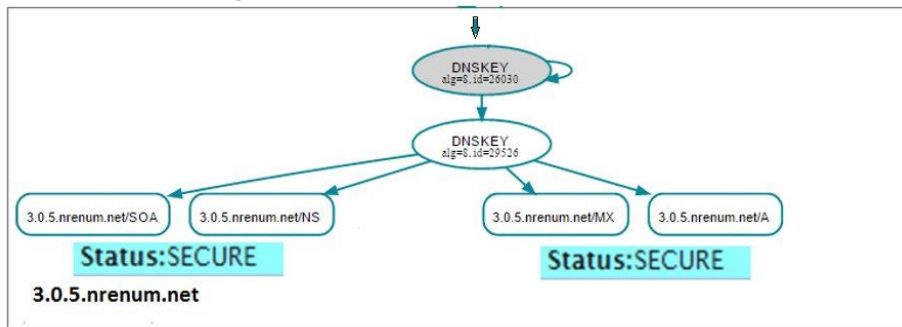 DNSKEY
alg=8, id=26030
DNSKEY
alg=8, id=29526
3.0.5.nrenum.net/SOA
3.0.5.nrenum.net/NS
3.0.5.nrenum.net/MX
3.0.5.nrenum.net/A
Status:SECURE
Status:SECURE
3.0.5.nrenum.net